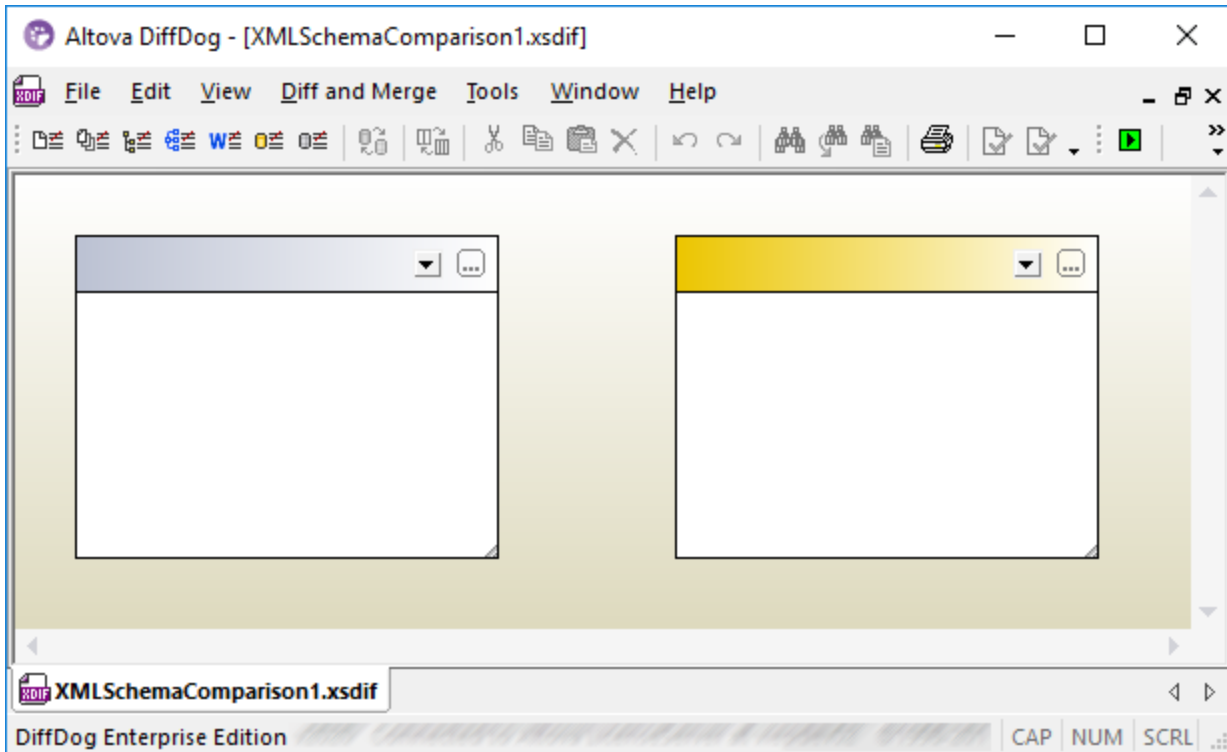 Altova DiffDog - [XMLSchemaComparison1.xsdif]
File Edit View Diff and Merge Tools Window Help
XMLSchemaComparison1.xsdif
DiffDog Enterprise Edition CAP NUM SCRL